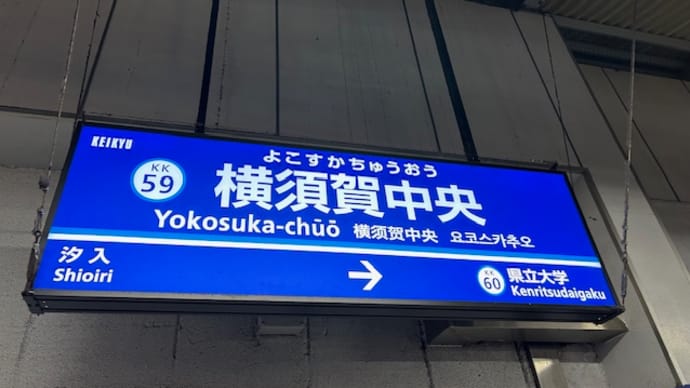 KEIKYU
よこすかちゅうおう
KK
59
横須賀中央
Yokosuka-chūō 横须贺中央 요코스카추오
汐入
Shioiri
→
KK
60
県立大学
Kenritsudaigaku